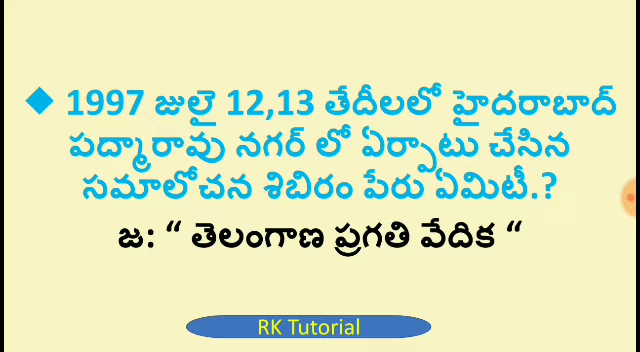 1997 జులై 12,13 తేదీలలో హైదరాబాద్
పద్మారావు నగర్ లో ఏర్పాటు చేసిన
సమాలోచన శిబిరం పేరు ఏమిటీ.?
జ: “ తెలంగాణ ప్రగతి వేదిక “
RK Tutorial